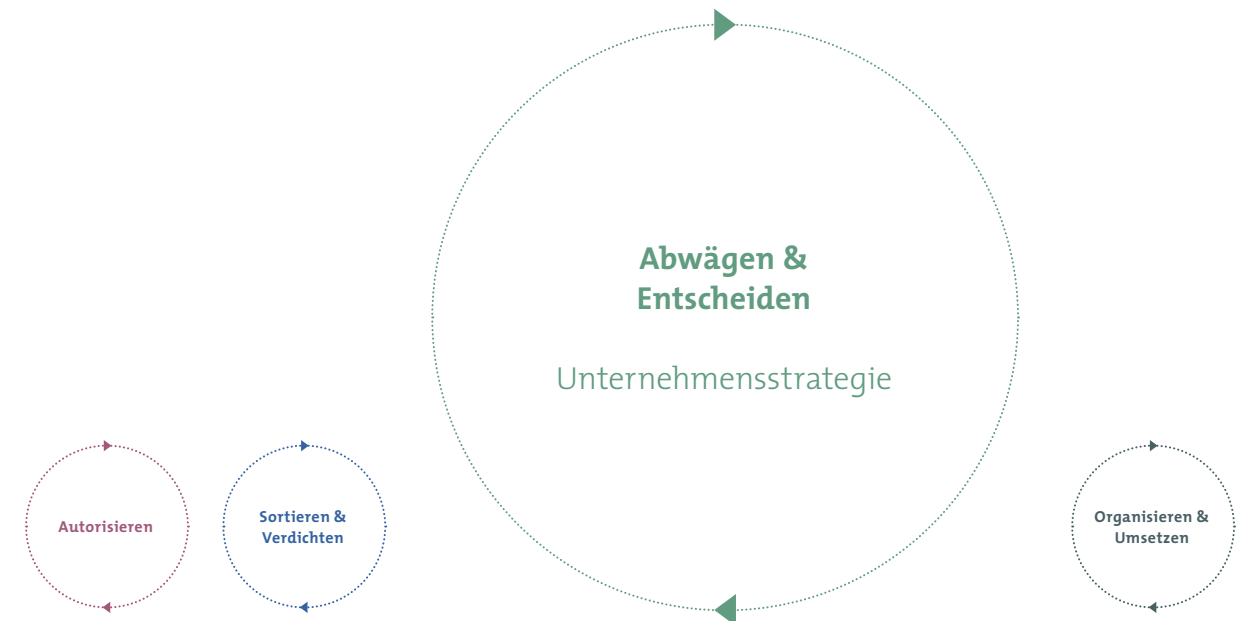 Autorisieren
Sortieren &
Verdichten
Abwägen &
Entscheiden
Unternehmensstrategie
Organisieren &
Umsetzen